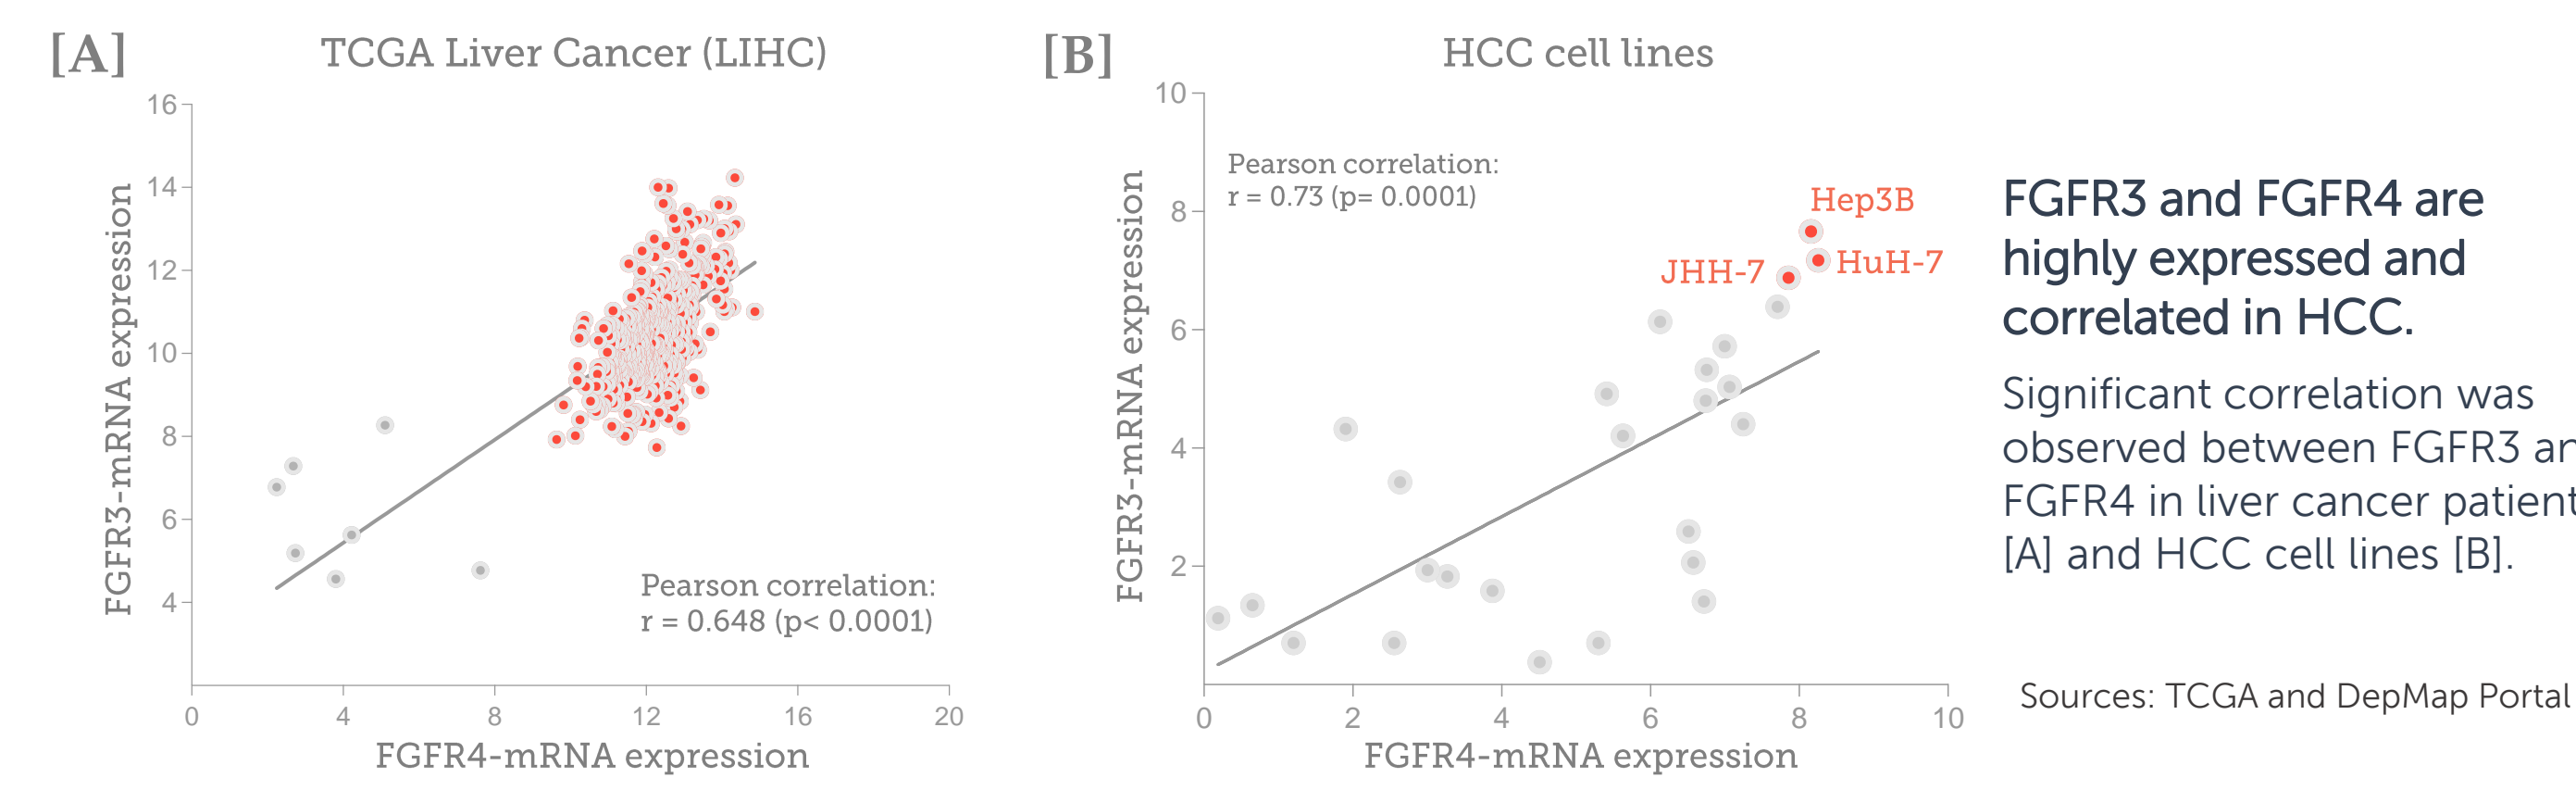 [A]
TCGA Liver Cancer (LIHC)
16
14
12
10
8
6
4
FGFR3-mRNA expression
Pearson correlation:
r = 0.648 (p< 0.0001)
0 4 8 12 16 20
FGFR4-mRNA expression
[B]
HCC cell lines
10
8
6
4
2
FGFR3-mRNA expression
Pearson correlation:
r = 0.73 (p= 0.0001)
Hep3B
JHH-7
HuH-7
0 2 4 6 8 10
FGFR4-mRNA expression
FGFR3 and FGFR4 are
highly expressed and
correlated in HCC.
Significant correlation was
observed between FGFR3 an
FGFR4 in liver cancer patient
[A] and HCC cell lines [B].
Sources: TCGA and DepMap Portal